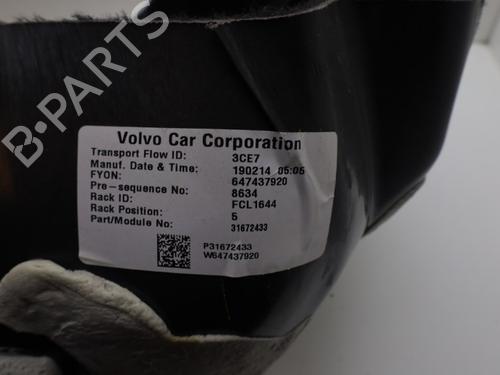 Volvo Car Corporation
Transport Flow ID: 3CE7
Manuf. Date & Time: 190214 05:05
FYON: 647437920
Pre-sequence No: 8634
Rack ID: FCL1644
Rack Position: 5
Part/Module No: 31672433
P31672433
W647437920
B-PARTS